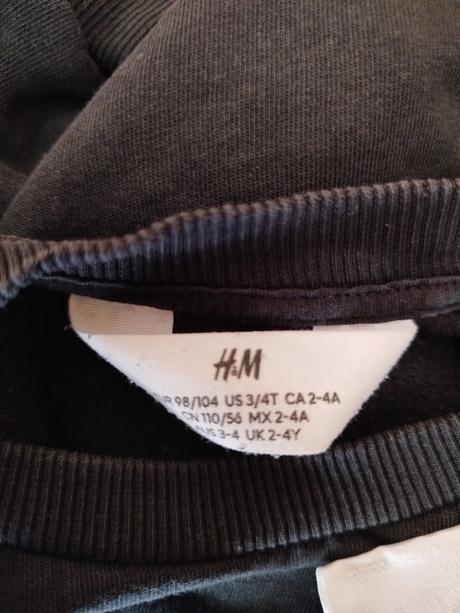 H&M
98/104 US 3/4T CA 2-4A
CN 110/56 MX 2-4A
AUS 3-4 UK 2-4Y